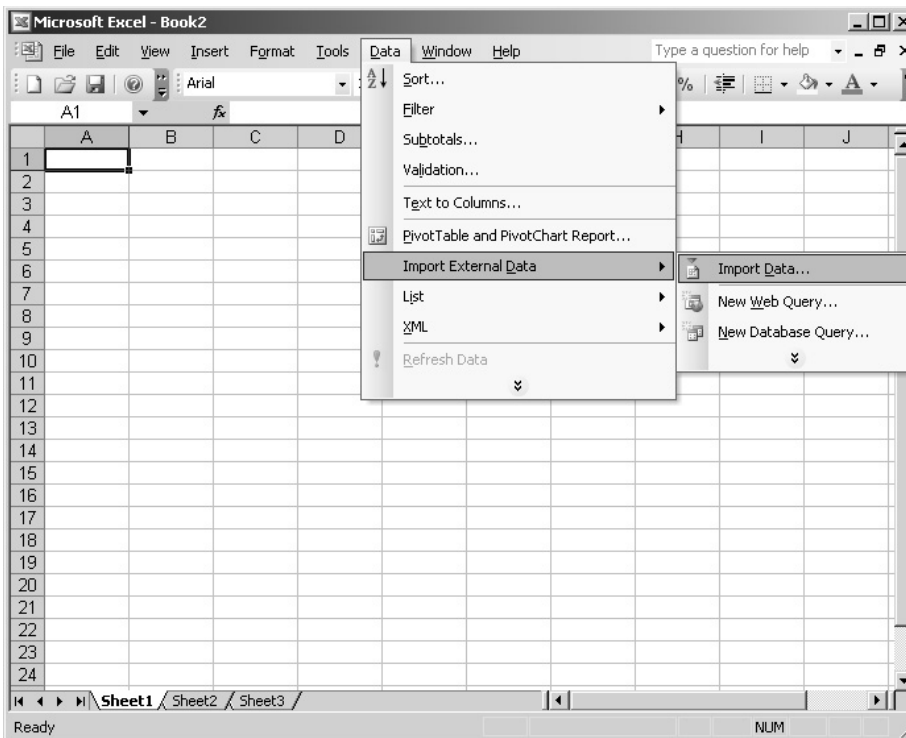 Microsoft Excel - Book2
File Edit View Insert Format Tools Data Window Help Type a question for help
Arial % A
A1 fx
A B C D H I J
Sort...
Filter
Subtotals...
Validation...
Text to Columns...
PivotTable and PivotChart Report...
Import External Data
List
XML
Refresh Data
Import Data...
New Web Query...
New Database Query...
1
2
3
4
5
6
7
8
9
10
11
12
13
14
15
16
17
18
19
20
21
22
23
24
Sheet1 Sheet2 Sheet3
Ready NUM